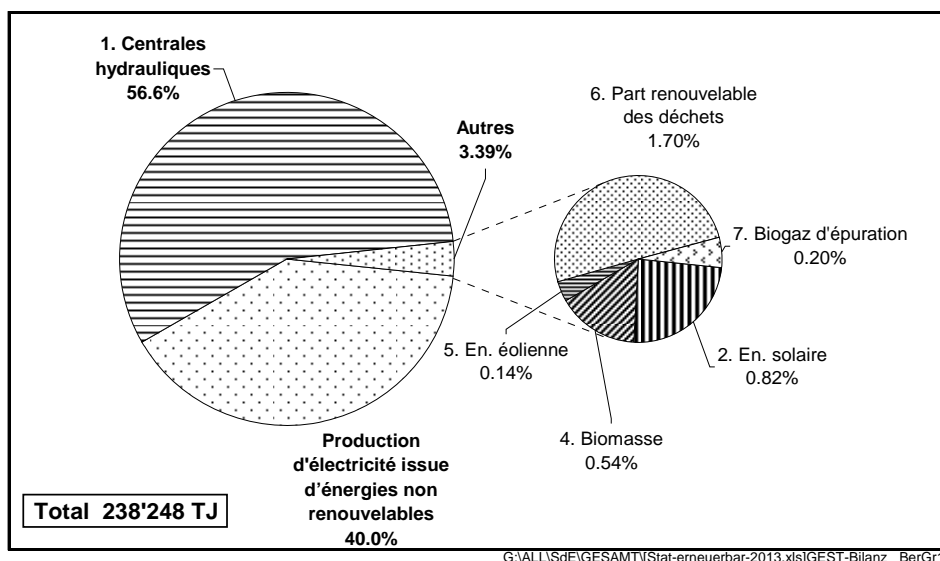 1. Centrales
hydrauliques
56.6%
Autres
3.39%
6. Part renouvelable
des déchets
1.70%
7. Biogaz d'épuration
0.20%
2. En. solaire
0.82%
5. En. éolienne
0.14%
4. Biomasse
0.54%
Production
d'électricité issue
d’énergies non
renouvelables
40.0%
Total 238'248 TJ
G:\ALL\SdE\GESAMT\[Stat-erneuerbar-2013.xls]GEST-Bilanz_BerGr1